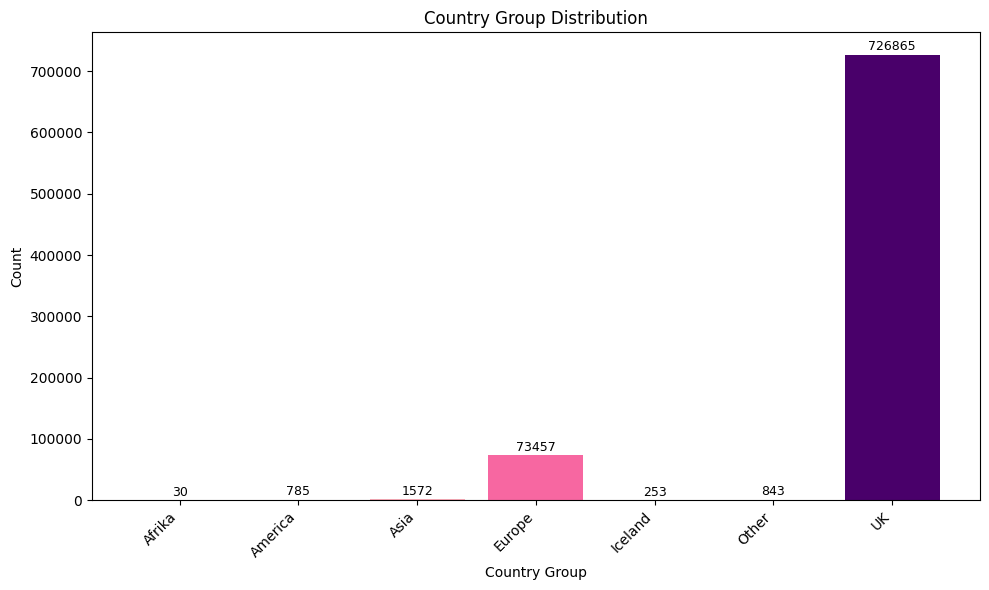 Country Group Distribution
726865
700000
600000
500000
Count
400000
300000
200000
100000
73457
0
30
785
1572
253
843
Afrika
America
Asia
Europe
Iceland
Other
UK
Country Group